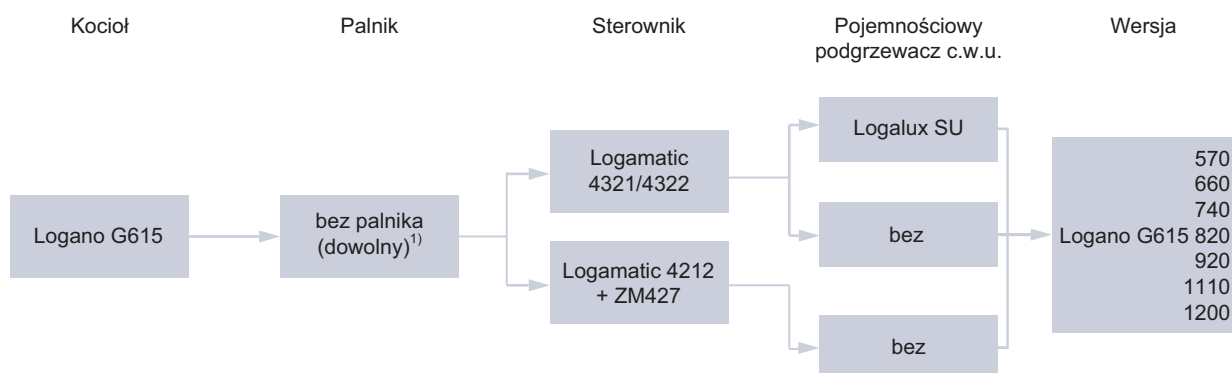 Kocioł
Palnik
Sterownik
Pojemnościowy
podgrzewacz c.w.u.
Wersja
Logano G615
bez palnika
(dowolny)1)
Logamatic
4321/4322
Logamatic 4212
+ ZM427
Logalux SU
bez
bez
570
660
740
Logano G615 820
920
1110
1200